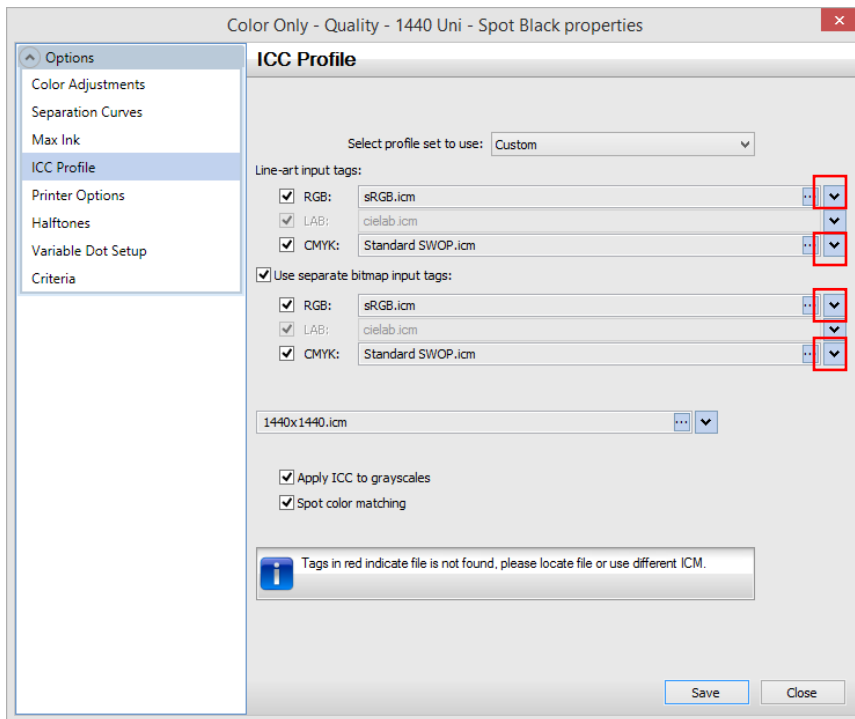 Color Only - Quality - 1440 Uni - Spot Black properties
Options
Color Adjustments
Separation Curves
Max Ink
ICC Profile
Printer Options
Halftones
Variable Dot Setup
Criteria
ICC Profile
Select profile set to use: Custom
Line-art input tags:
RGB: sRGB.icm ...
LAB: cielab.icm
CMYK: Standard SWOP.icm ...
Use separate bitmap input tags:
RGB: sRGB.icm ...
LAB: cielab.icm
CMYK: Standard SWOP.icm ...
1440x1440.icm ...
Apply ICC to grayscales
Spot color matching
Tags in red indicate file is not found, please locate file or use different ICM.
Save Close